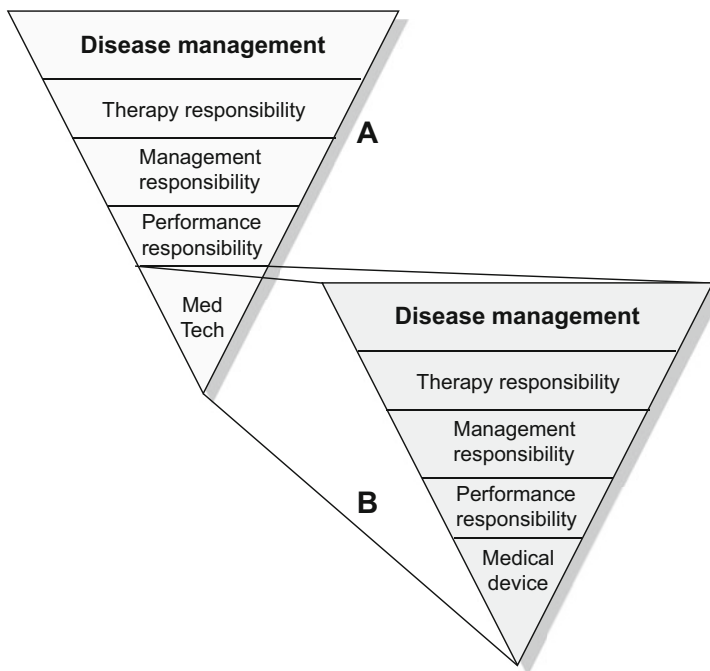 Disease management
Therapy responsibility
A
Management
responsibility
Performance
responsibility
Med
Tech
Disease management
Therapy responsibility
Management
responsibility
B
Performance
responsibility
Medical
device